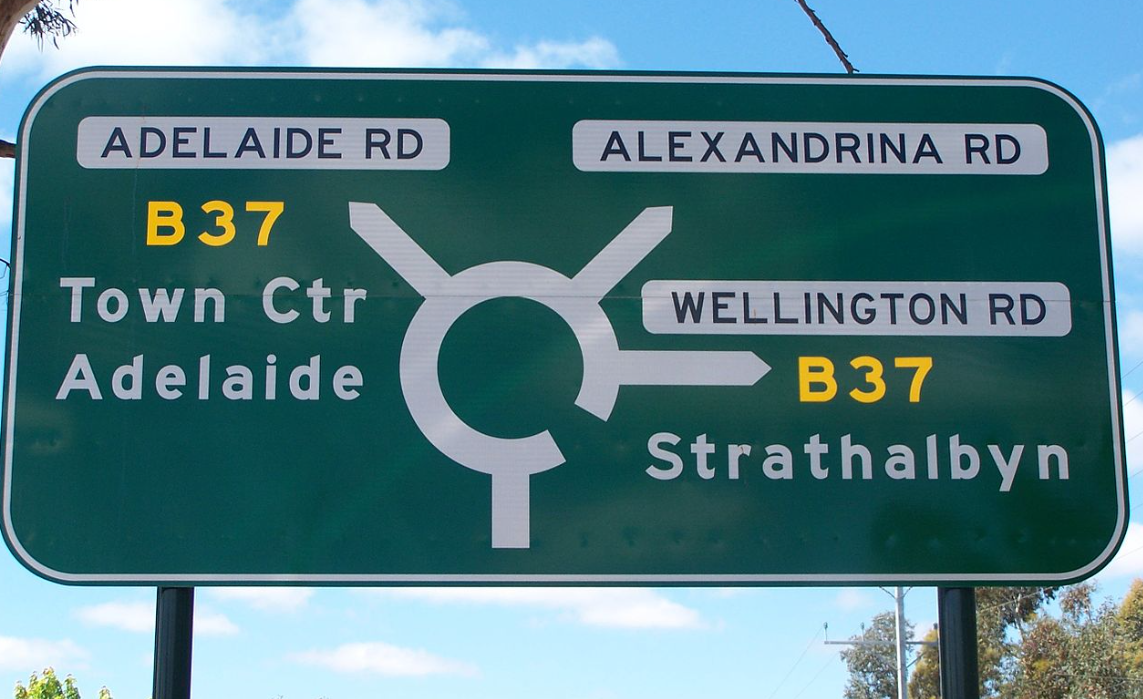 ADELAIDE RD
B37
Town Ctr
Adelaide
ALEXANDRINA RD
WELLINGTON RD
B37
Strathalbyn